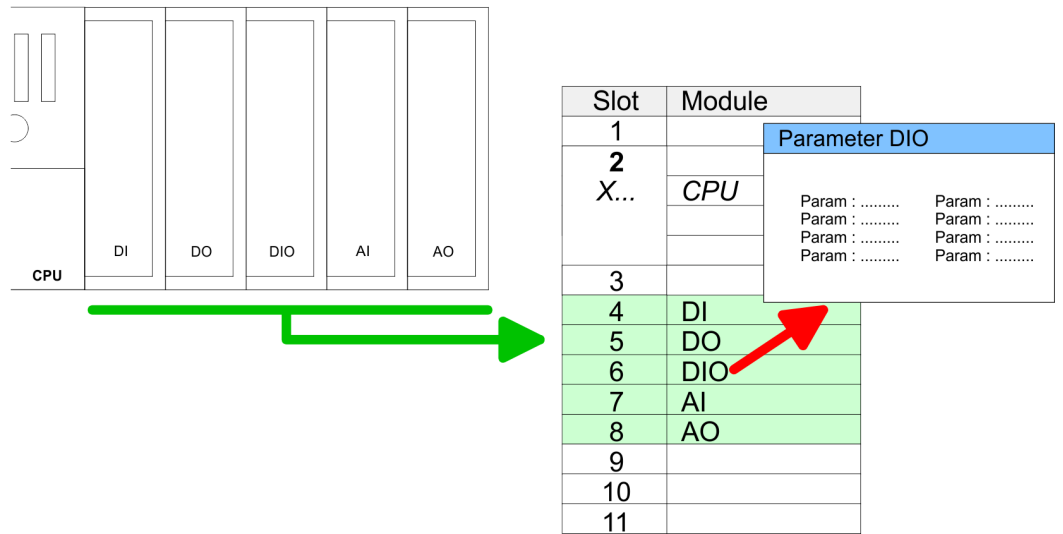 DI DO DIO AI AO
CPU
Slot Module
1
2
X... CPU
3
4 DI
5 DO
6 DIO
7 AI
8 AO
9
10
11
Parameter DIO
Param : ......... Param : .........
Param : ......... Param : .........
Param : ......... Param : .........
Param : ......... Param : .........